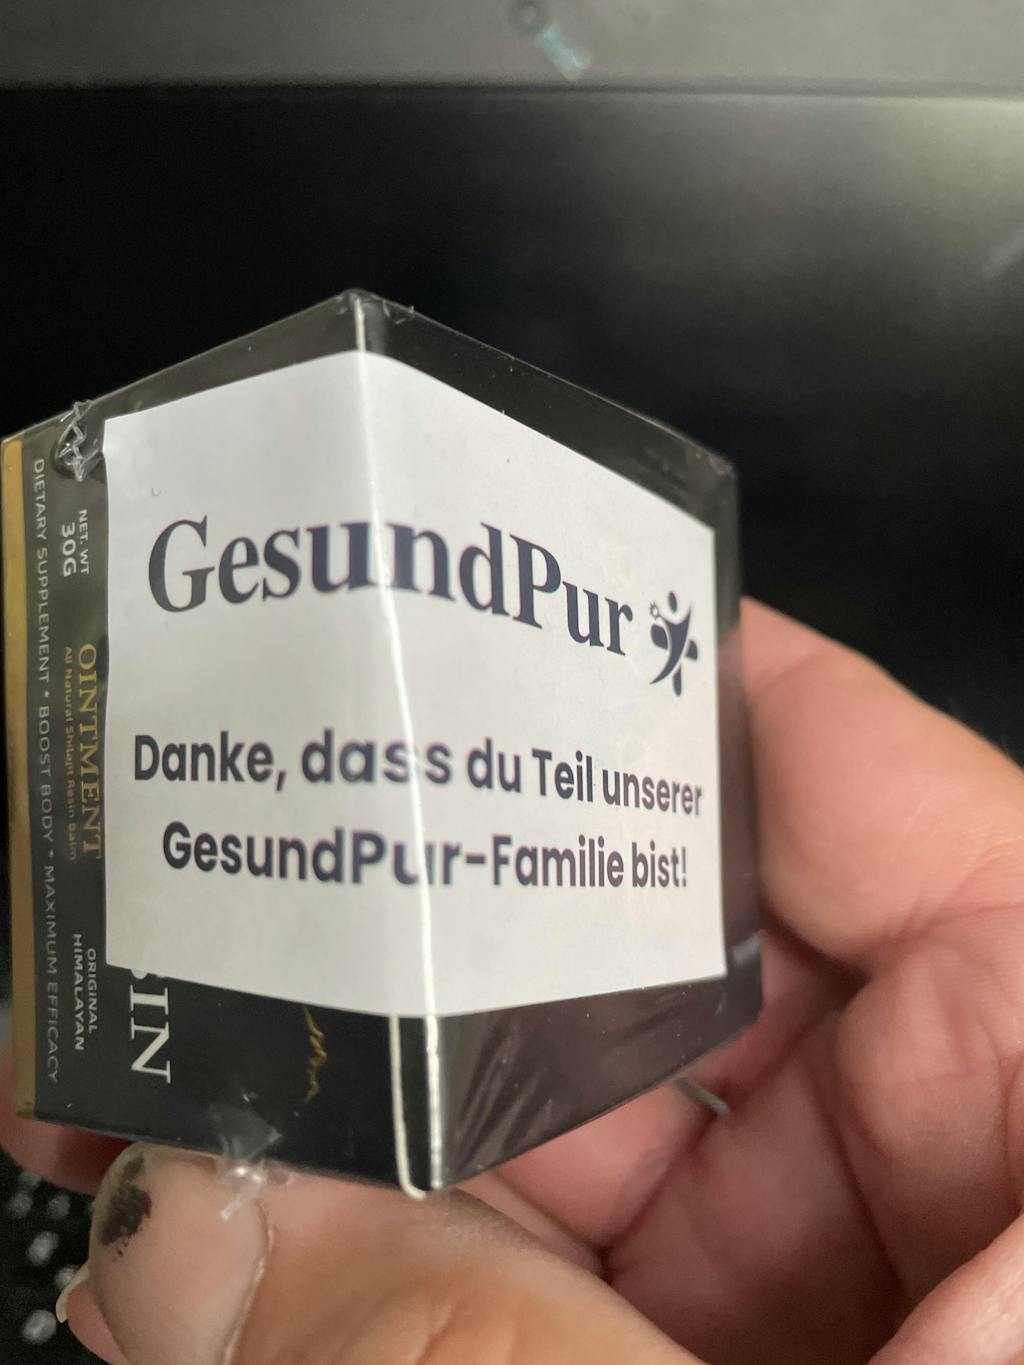 GesundPur
Danke, dass du Teil unserer
GesundPur-Familie bist!
NET. WT
30G
OINTMENT
All Natural Shilajit Resin Balm
ORIGINAL
HIMALAYAN
DIETARY SUPPLEMENT • BOOST BODY • MAXIMUM EFFICACY
IN